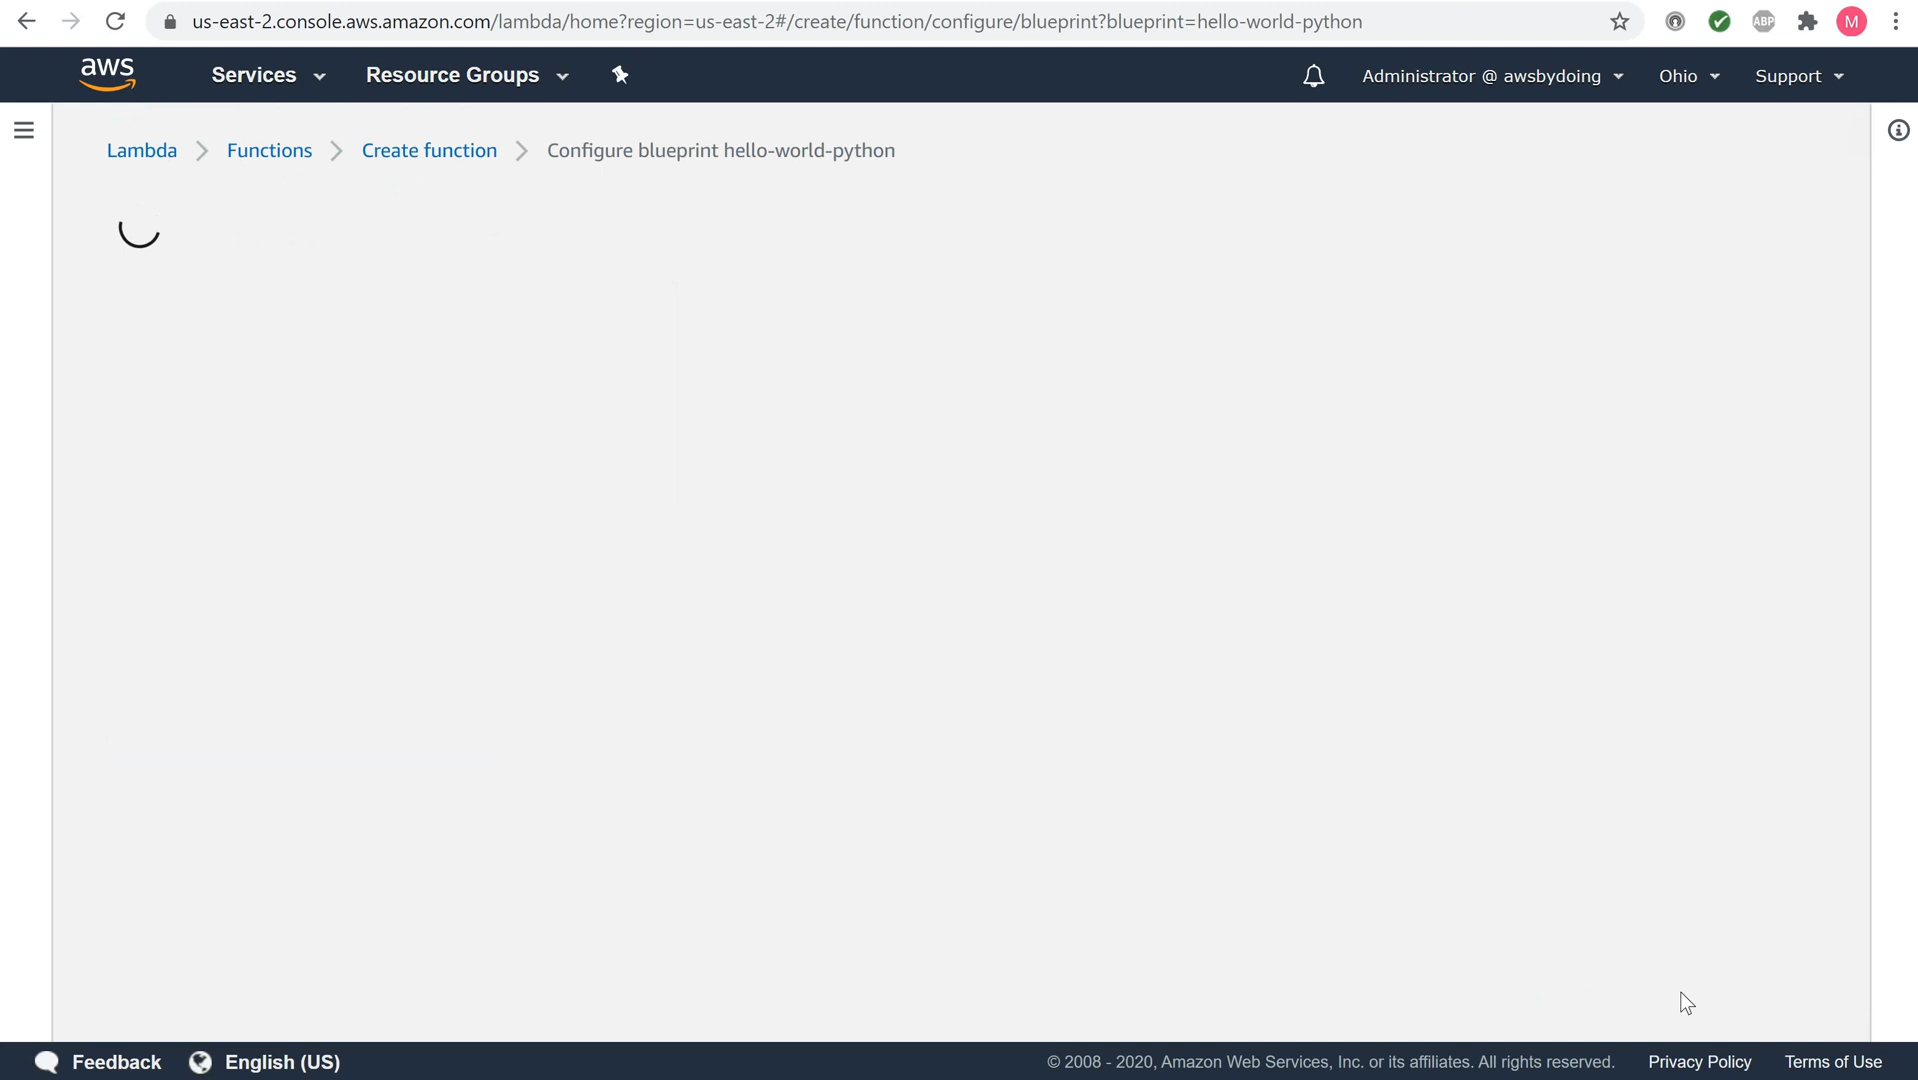 us-east-2.console.aws.amazon.com/lambda/home?region=us-east-2#/create/function/configure/blueprint?blueprint=hello-world-python
ABP
M
aws
Services
Resource Groups
Administrator @ awsbydoing
Ohio
Support
Lambda
Functions
Create function
Configure blueprint hello-world-python
Feedback
English (US)
© 2008 - 2020, Amazon Web Services, Inc. or its affiliates. All rights reserved.
Privacy Policy
Terms of Use